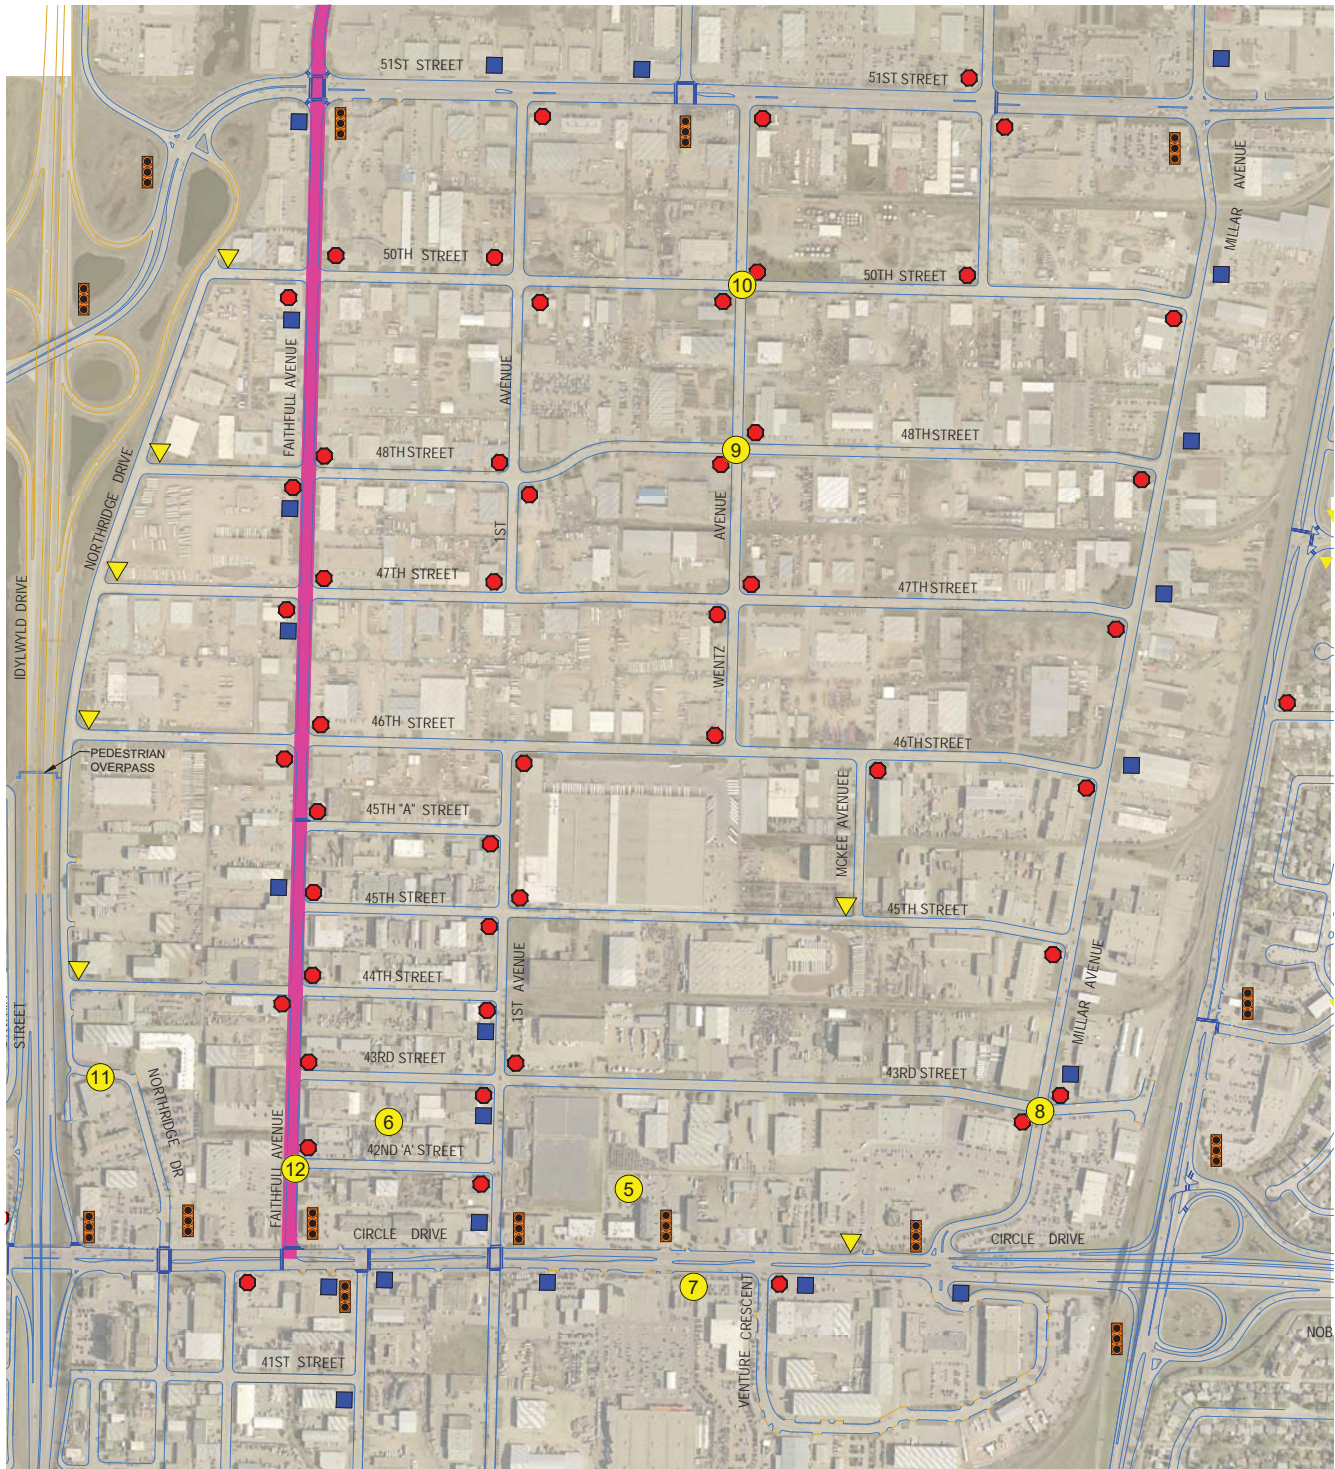 51ST STREET
51ST STREET
MILLAR AVENUE
50TH STREET
50TH STREET
10
FAITHFULL AVENUE
AVENUE
48TH STREET
48TH STREET
9
NORTHRIDGE DRIVE
1ST
AVENUE
47TH STREET
47TH STREET
IDYLWYLD DRIVE
WENTZ
46TH STREET
46TH STREET
PEDESTRIAN
OVERPASS
45TH "A" STREET
MCKEE AVENUEE
45TH STREET
45TH STREET
1ST AVENUE
44TH STREET
MILLAR AVENUE
STREET
43RD STREET
43RD STREET
11
NORTHRIDGE DR
6
8
42ND 'A' STREET
FAITHFULL AVENUE
12
5
CIRCLE DRIVE
CIRCLE DRIVE
7
VENTURE CRESCENT
NOB
41ST STREET